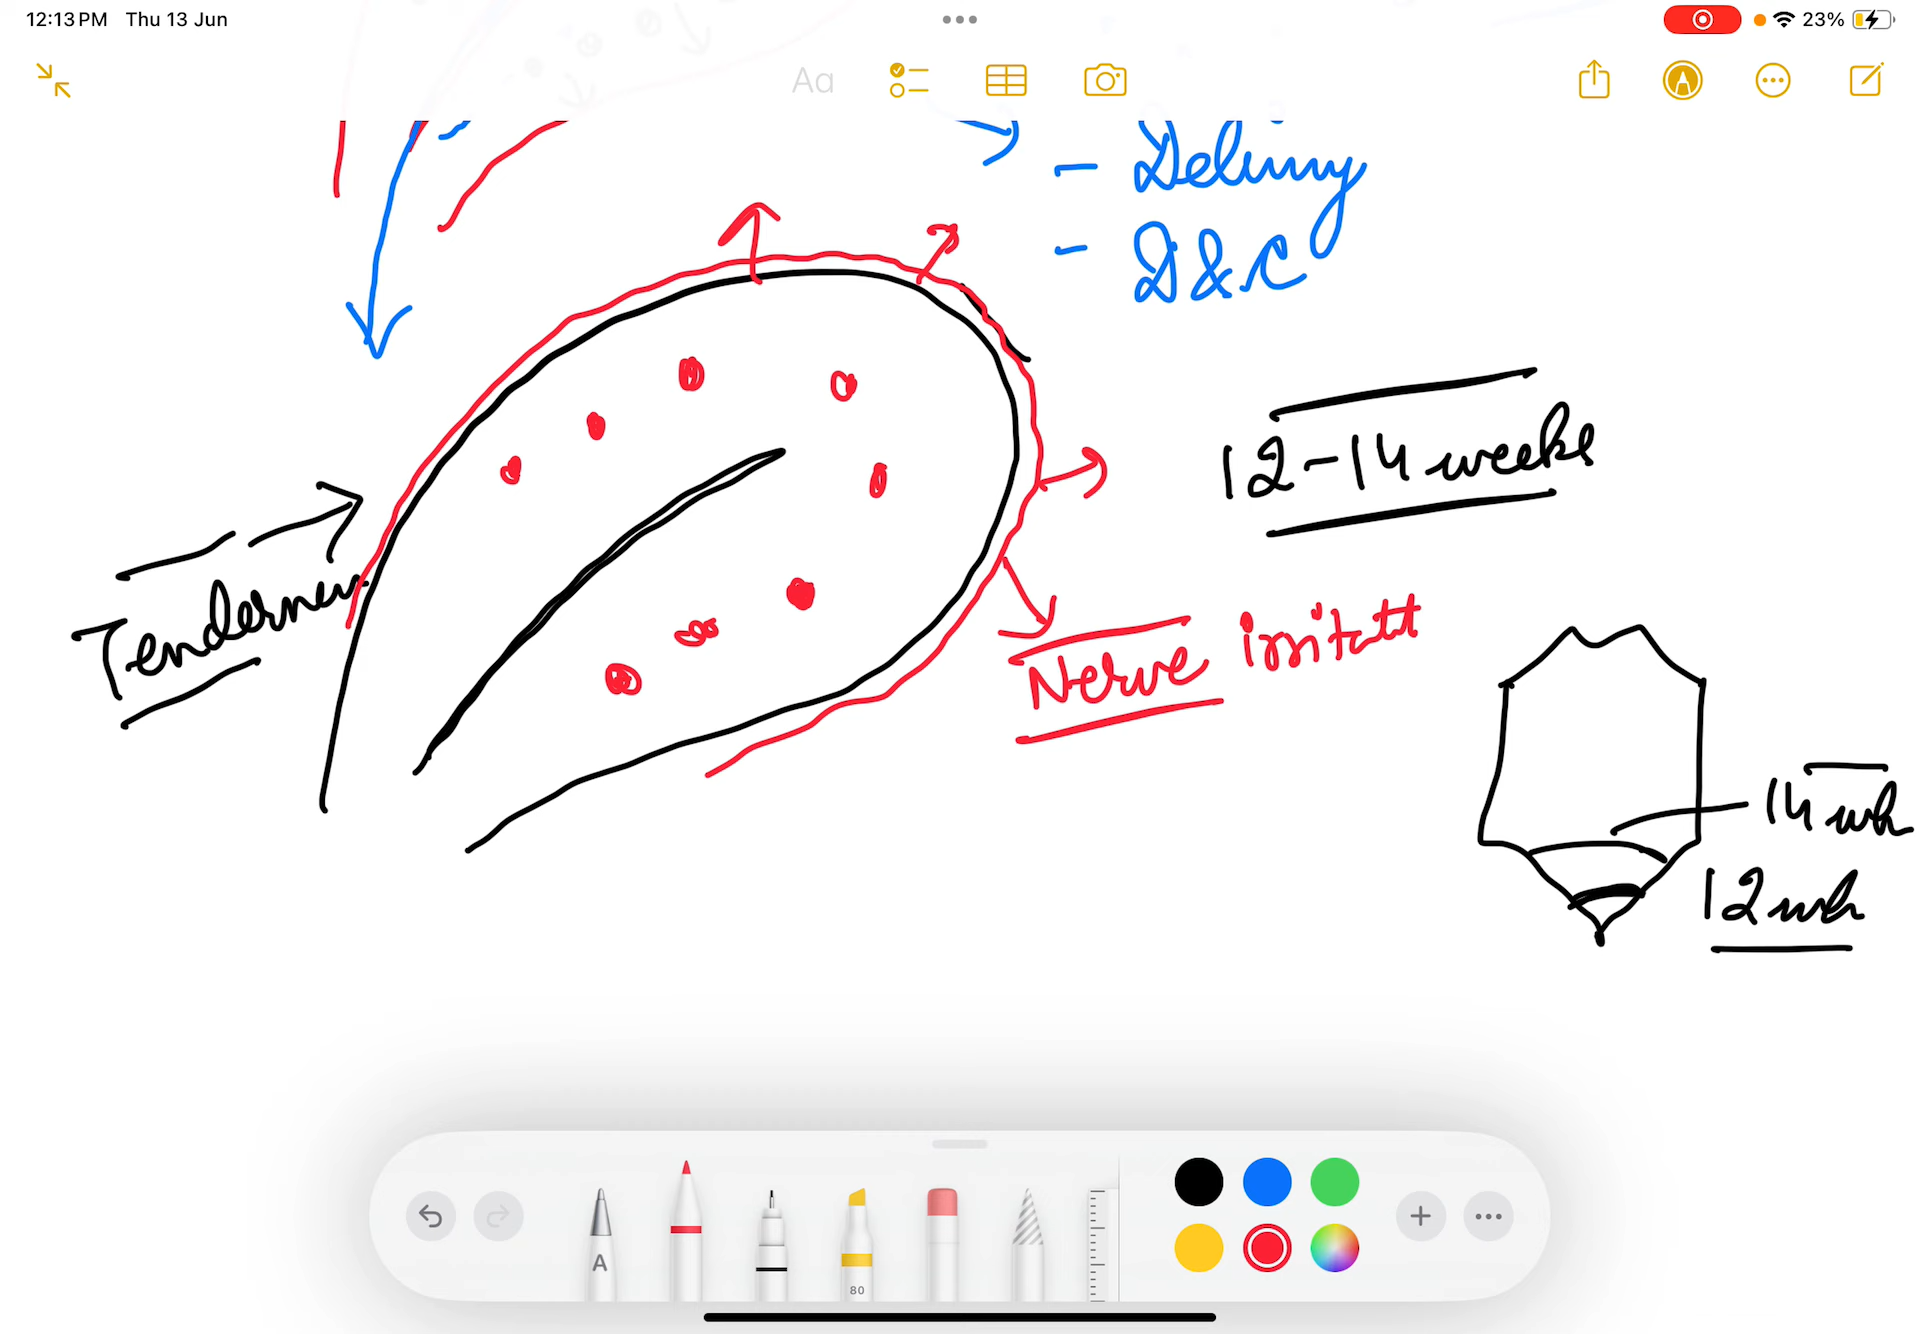 12:13 PM Thu 13 Jun
23%
Aa
- Delivery
- D&C
12-14 weeks
Tenderness
Nerve irritatt
14 wk
12 wk
A
80